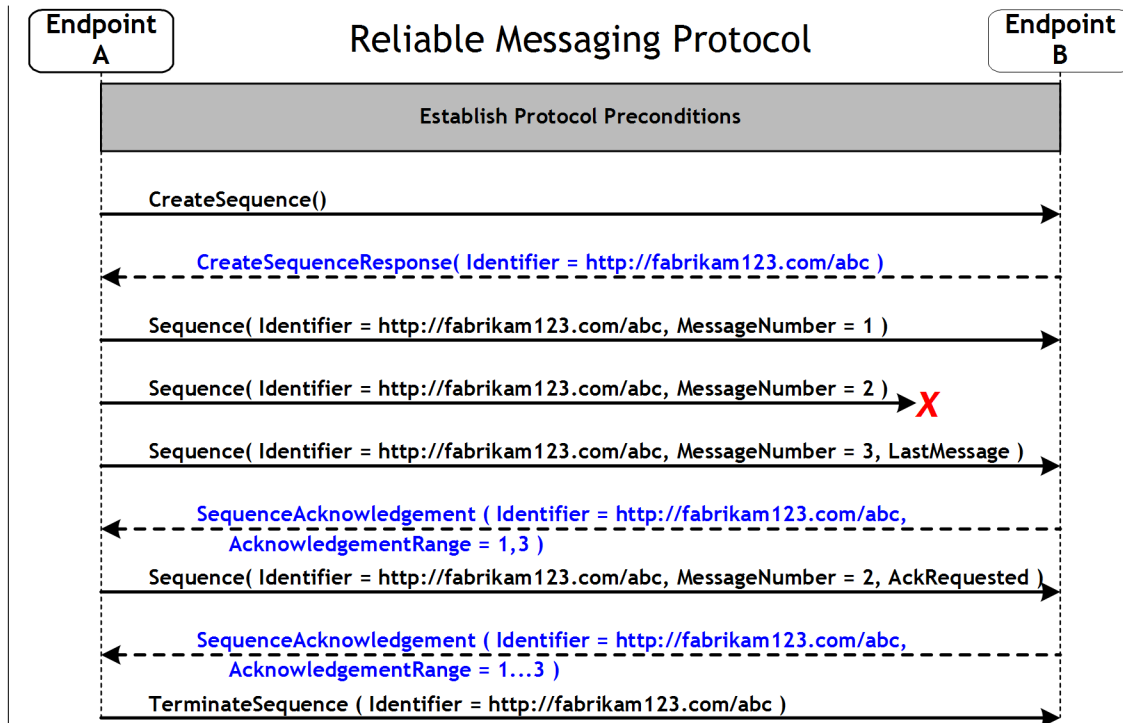 Endpoint
A
Reliable Messaging Protocol
Endpoint
B
Establish Protocol Preconditions
CreateSequence()
CreateSequenceResponse( Identifier = http://fabrikam123.com/abc )
Sequence( Identifier = http://fabrikam123.com/abc, MessageNumber = 1 )
Sequence( Identifier = http://fabrikam123.com/abc, MessageNumber = 2 )
X
Sequence( Identifier = http://fabrikam123.com/abc, MessageNumber = 3, LastMessage )
SequenceAcknowledgement ( Identifier = http://fabrikam123.com/abc,
AcknowledgementRange = 1,3 )
Sequence( Identifier = http://fabrikam123.com/abc, MessageNumber = 2, AckRequested )
SequenceAcknowledgement ( Identifier = http://fabrikam123.com/abc,
AcknowledgementRange = 1...3 )
TerminateSequence ( Identifier = http://fabrikam123.com/abc )